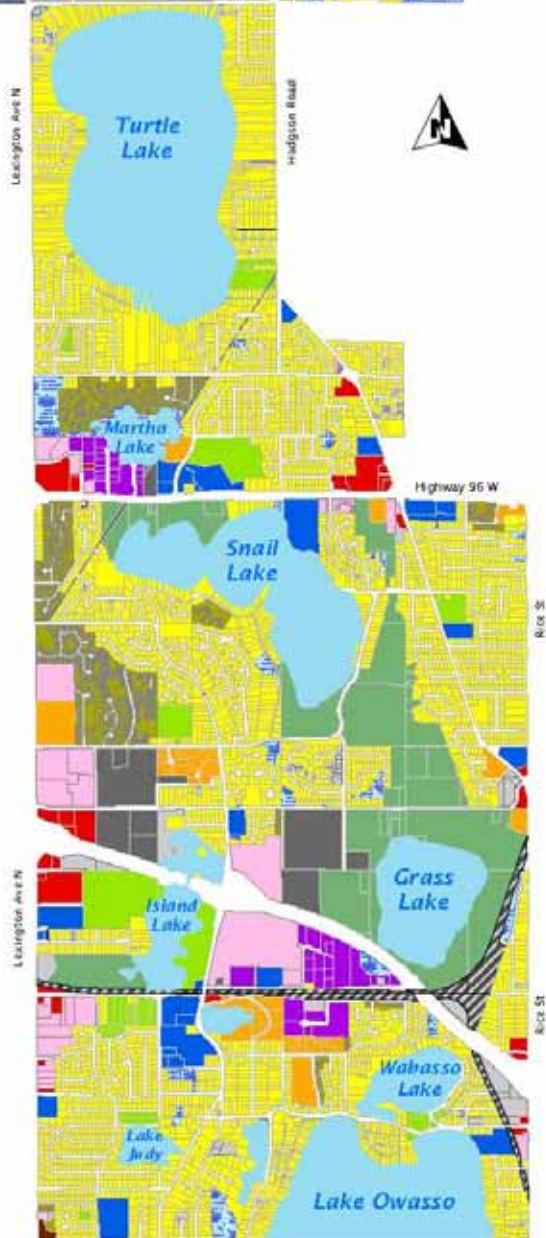 Lexington Ave N
Turtle
Lake
Hodgson Road
N
Martha
Lake
Highway 96 W
Snail
Lake
Rice St
Lexington Ave N
Island
Lake
Grass
Lake
Rice St
Wabasso
Lake
Lake
Judy
Lake Owasso